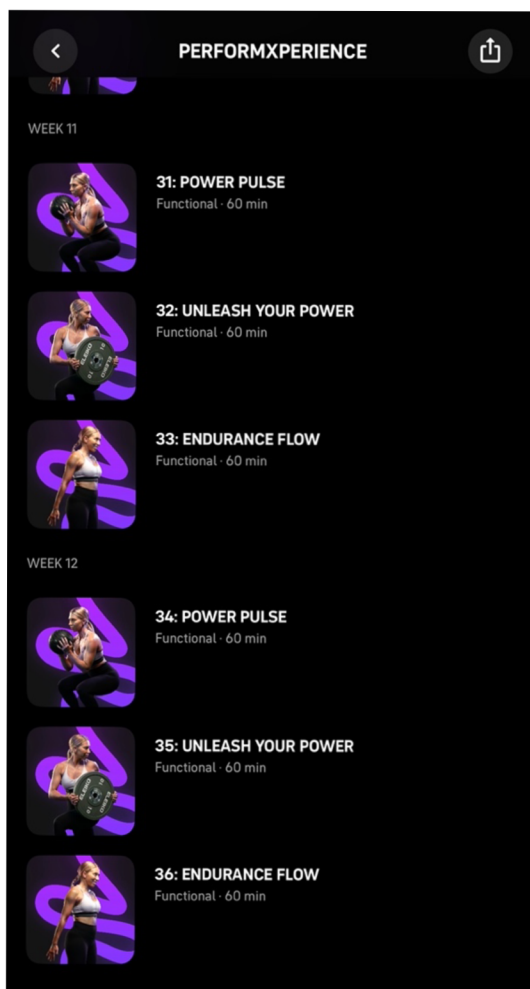 PERFORMXPERIENCE
WEEK 11
31: POWER PULSE
Functional · 60 min
32: UNLEASH YOUR POWER
Functional · 60 min
33: ENDURANCE FLOW
Functional · 60 min
WEEK 12
34: POWER PULSE
Functional · 60 min
35: UNLEASH YOUR POWER
Functional · 60 min
36: ENDURANCE FLOW
Functional · 60 min